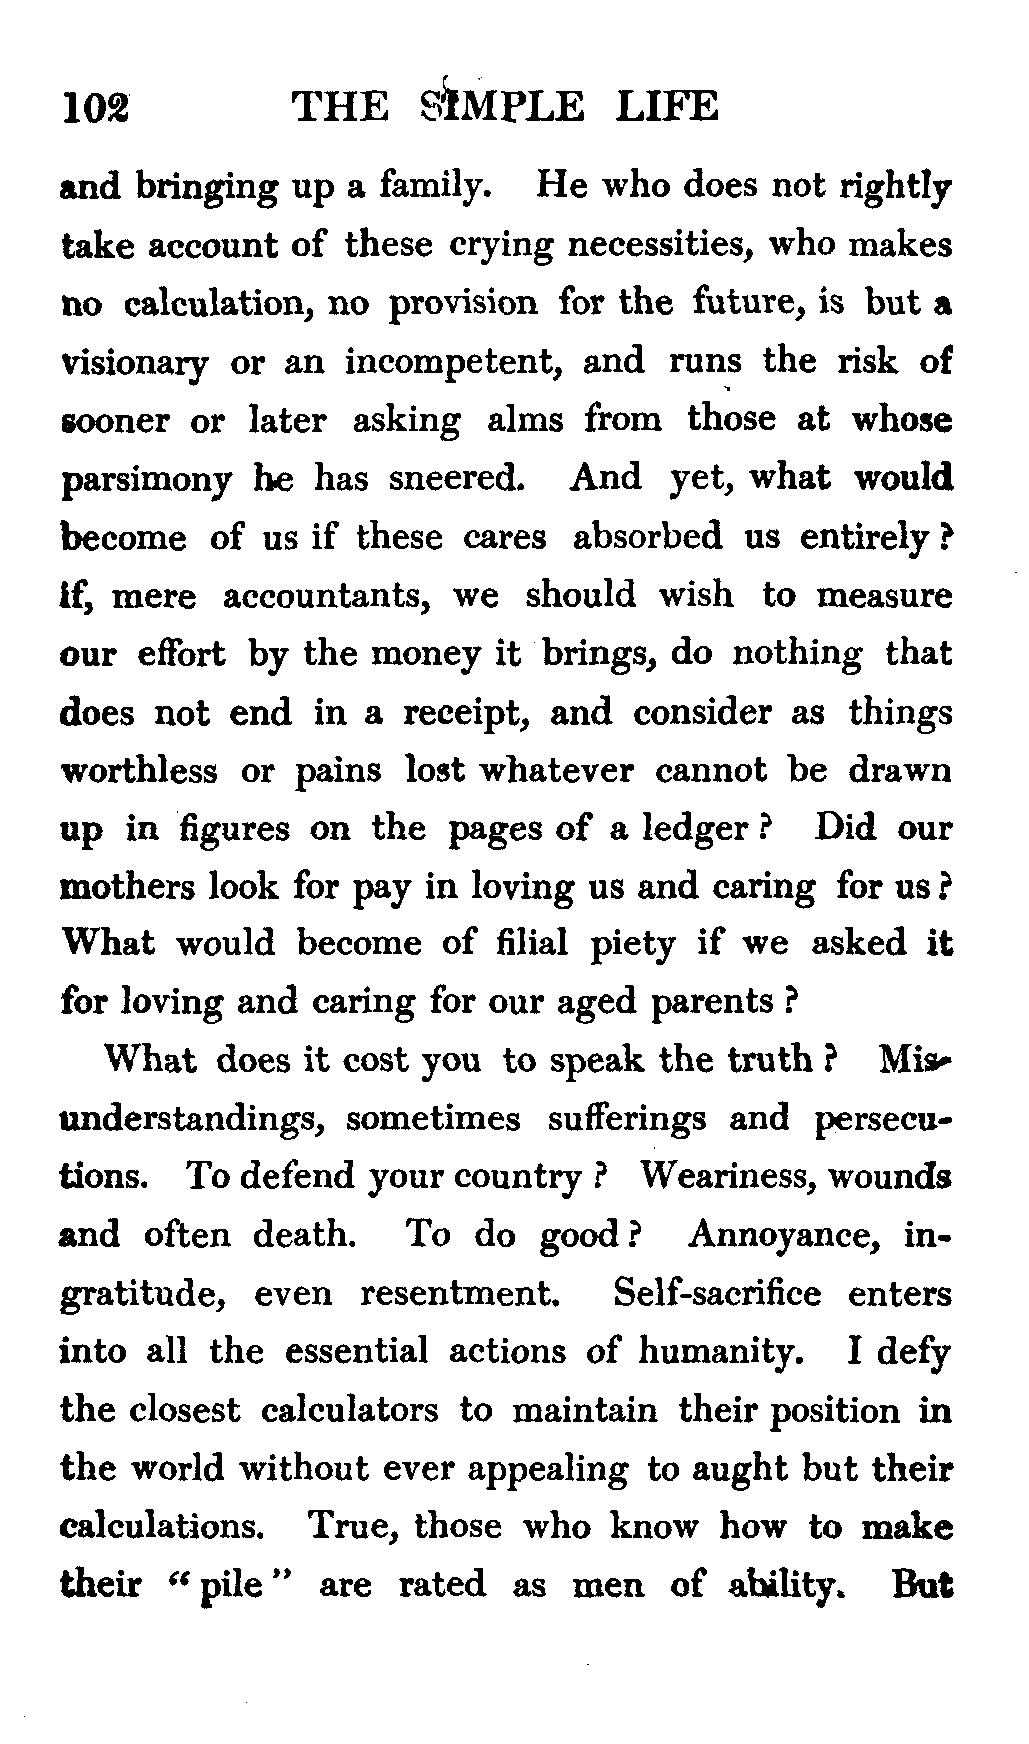 102 THE SIMPLE LIFE
and bringing up a family. He who does not rightly
take account of these crying necessities, who makes
no calculation, no provision for the future, is but a
visionary or an incompetent, and runs the risk of
sooner or later asking alms from those at whose
parsimony he has sneered. And yet, what would
become of us if these cares absorbed us entirely?
if, mere accountants, we should wish to measure
our effort by the money it brings, do nothing that
does not end in a receipt, and consider as things
worthless or pains lost whatever cannot be drawn
up in figures on the pages of a ledger? Did our
mothers look for pay in loving us and caring for us?
What would become of filial piety if we asked it
for loving and caring for our aged parents?
What does it cost you to speak the truth? Mis-
understandings, sometimes sufferings and persecu-
tions. To defend your country? Weariness, wounds
and often death. To do good? Annoyance, in-
gratitude, even resentment. Self-sacrifice enters
into all the essential actions of humanity. I defy
the closest calculators to maintain their position in
the world without ever appealing to aught but their
calculations. True, those who know how to make
their "pile" are rated as men of ability. But